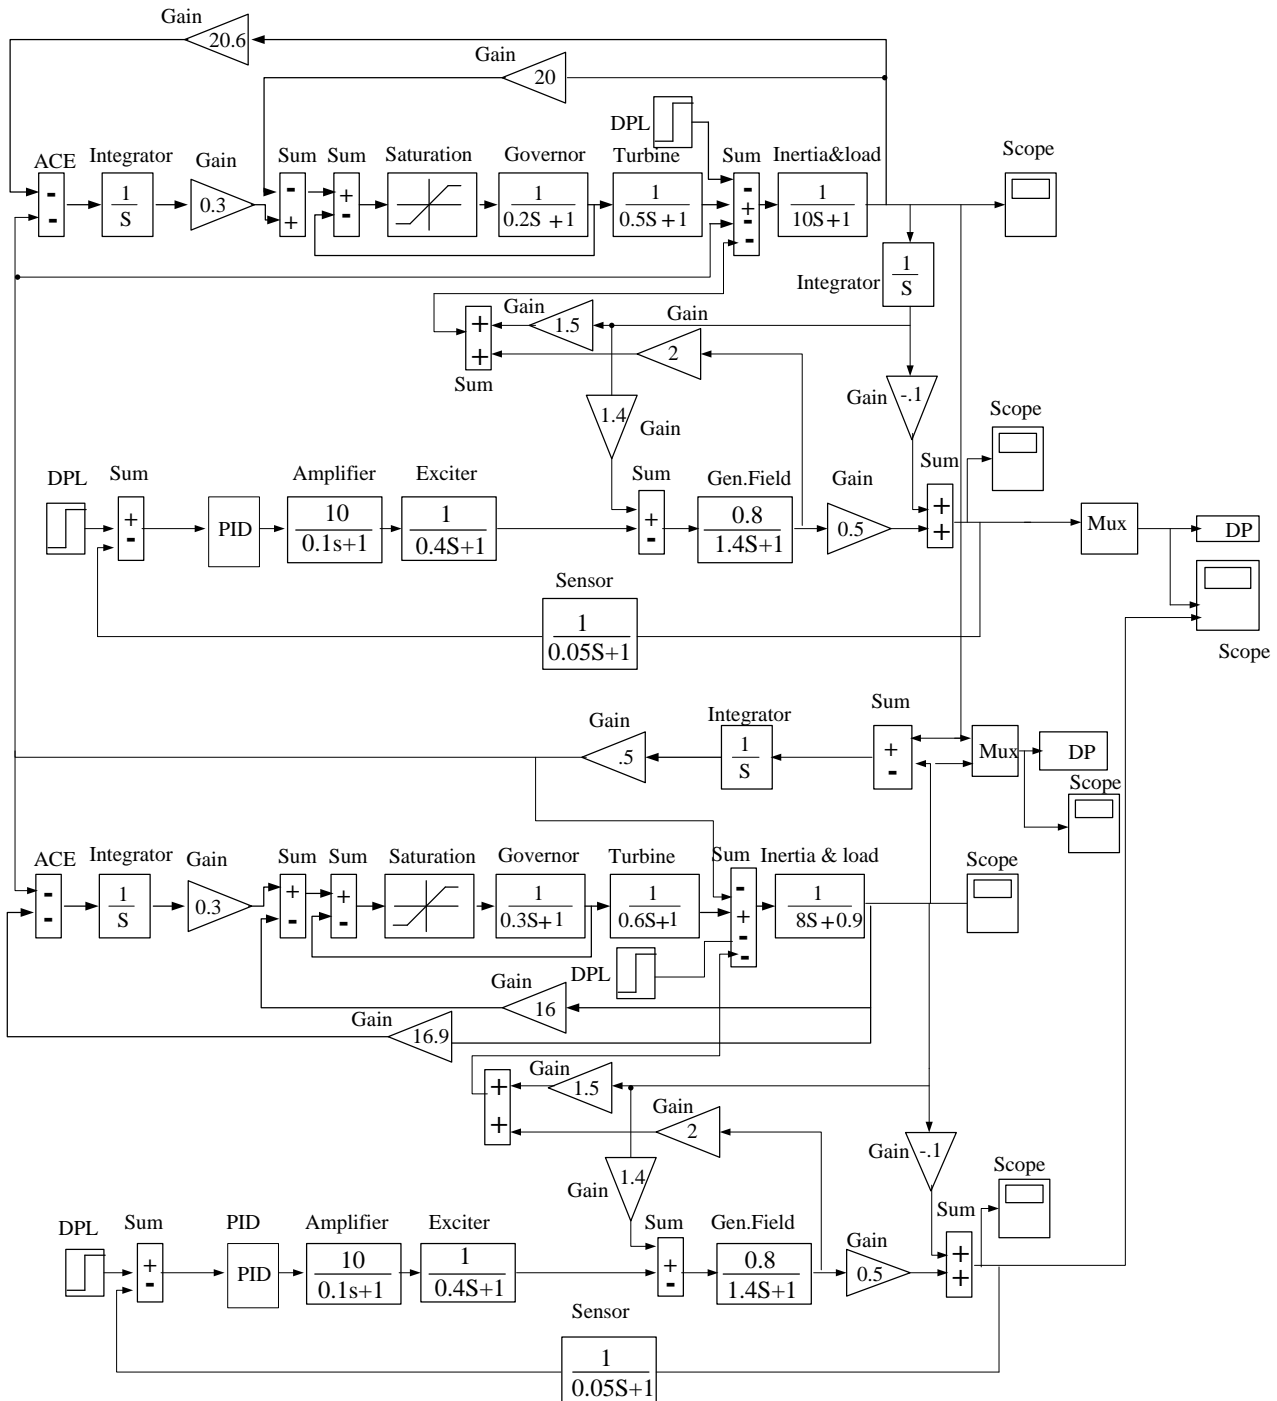 Gain
20.6
Gain
20
DPL
ACE
Integrator
Gain
Sum
Sum
Saturation
Governor
Turbine
Sum
Inertia&load
Scope
-
-
1
S
0.3
-
+
+
-
1
0.2S +1
1
0.5S+1
-
+
-
-
1
10S+1
Integrator
1
S
Gain
1.5
Gain
+
+
2
Sum
1.4
Gain
Gain
-.1
Scope
DPL
Sum
Amplifier
Exciter
Sum
Gen.Field
Gain
Sum
+
-
PID
10
0.1s+1
1
0.4S+1
+
-
0.8
1.4S+1
0.5
+
+
Mux
DP
Sensor
1
0.05S+1
Scope
Gain
Integrator
Sum
.5
1
S
+
-
Mux
DP
Scope
ACE
Integrator
Gain
Sum
Sum
Saturation
Governor
Turbine
Sum
Inertia & load
Scope
-
-
1
S
0.3
+
-
+
-
1
0.3S+1
1
0.6S+1
-
+
-
-
1
8S+0.9
DPL
Gain
16
Gain
16.9
Gain
1.5
+
+
Gain
2
Gain
1.4
Gain
-.1
Scope
DPL
Sum
PID
Amplifier
Exciter
Sum
Gen.Field
Gain
Sum
+
-
PID
10
0.1s+1
1
0.4S+1
+
-
0.8
1.4S+1
0.5
+
+
Sensor
1
0.05S+1